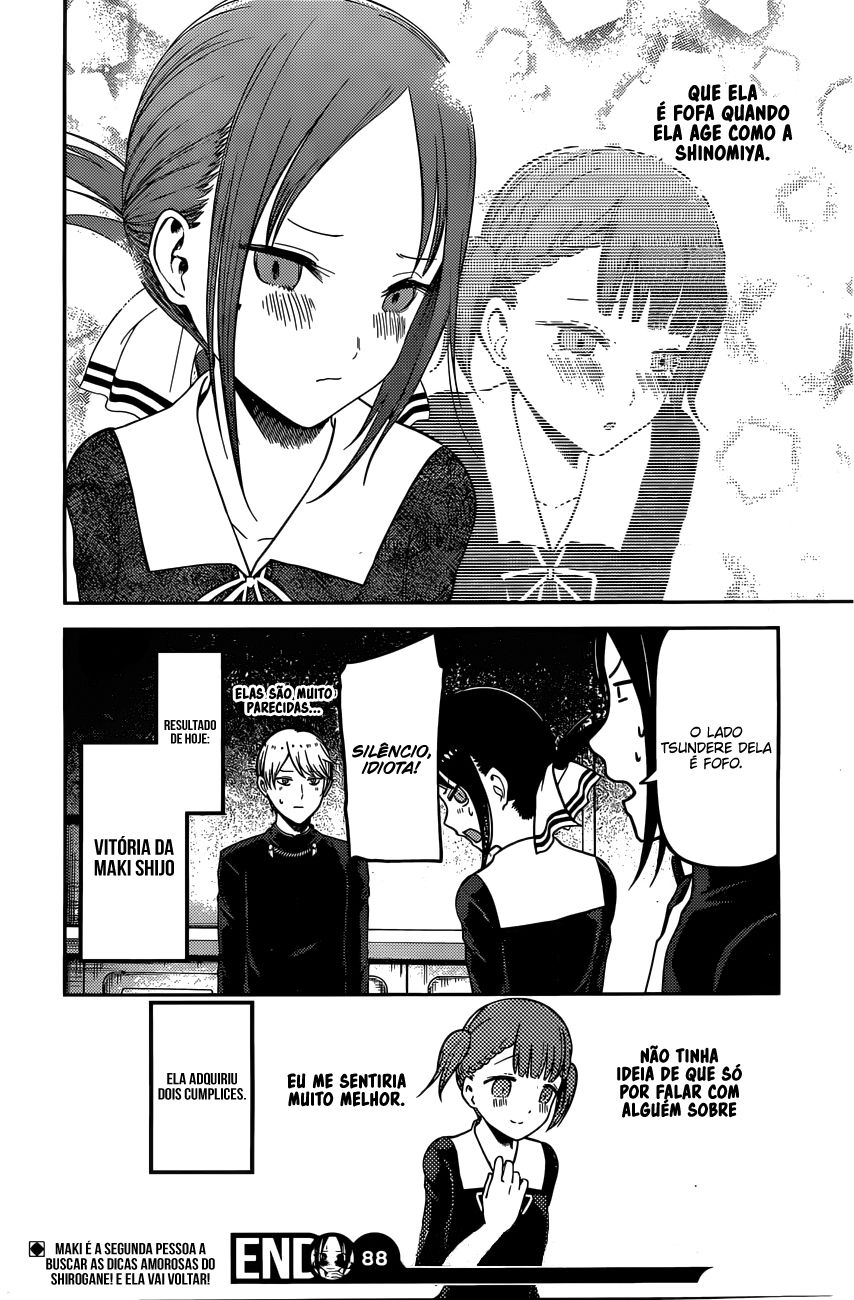 QUE ELA
É FOFA QUANDO
ELA AGE COMO A
SHINOMIYA.
O LADO
TSUNDERE DELA
É FOFO.
SILÊNCIO,
IDIOTA!
ELAS SÃO MUITO
PARECIDAS...
RESULTADO
DE HOJE:
VITÓRIA DA
MAKI SHIJO
NÃO TINHA
IDEIA DE QUE SÓ
POR FALAR COM
ALGUÉM SOBRE
EU ME SENTIRIA
MUITO MELHOR.
ELA ADQUIRIU
DOIS CUMPLICES.
MAKI É A SEGUNDA PESSOA A
BUSCAR AS DICAS AMOROSAS DO
SHIROGANE! E ELA VAI VOLTAR!
END 88